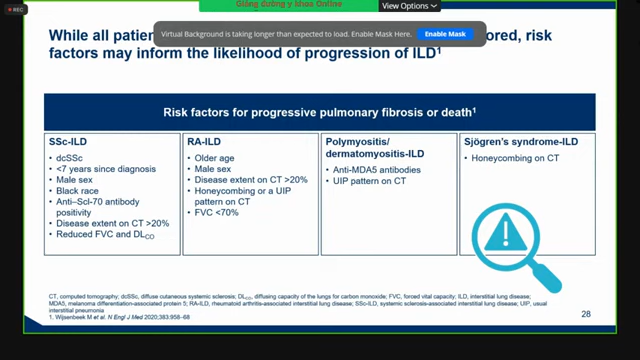 REC
Giảng đường y khoa Online
View Options
While all patien
ored, risk
Virtual Background is taking longer than expected to load. Enable Mask Here.
Enable Mask
factors may inform the likelihood of progression of ILD1
Risk factors for progressive pulmonary fibrosis or death1
SSc-ILD
• dcSSc
• <7 years since diagnosis
• Male sex
• Black race
• Anti–Scl-70 antibody
positivity
• Disease extent on CT >20%
• Reduced FVC and DLCO
RA-ILD
• Older age
• Male sex
• Disease extent on CT >20%
• Honeycombing or a UIP
pattern on CT
• FVC <70%
Polymyositis/
dermatomyositis-ILD
• Anti-MDA5 antibodies
• UIP pattern on CT
Sjögren's syndrome-ILD
• Honeycombing on CT
CT, computed tomography; dcSSc, diffuse cutaneous systemic sclerosis; DLCO, diffusing capacity of the lungs for carbon monoxide; FVC, forced vital capacity; ILD, interstitial lung disease;
MDA5, melanoma differentiation-associated protein 5; RA-ILD, rheumatoid arthritis-associated interstitial lung disease; SSc-ILD, systemic sclerosis-associated interstitial lung disease; UIP, usual
interstitial pneumonia
1. Wijsenbeek M et al. N Engl J Med 2020;383:958–68
28